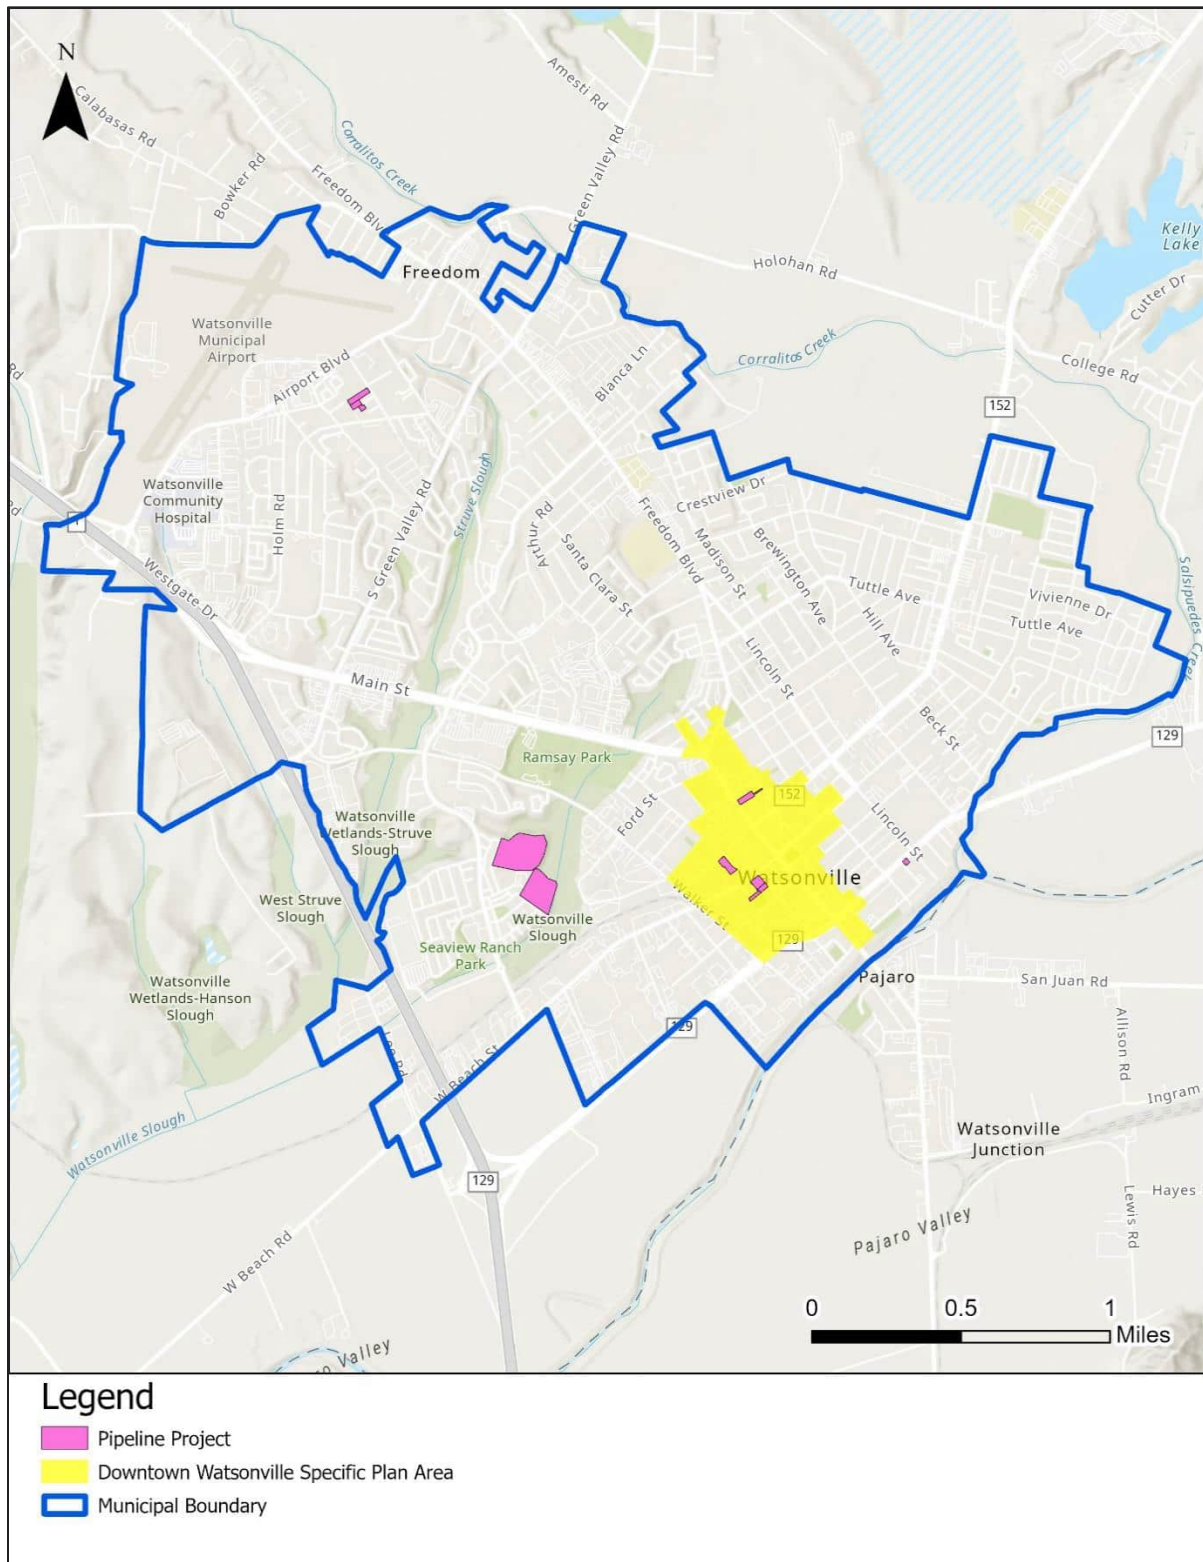 N
Calabasas Rd
Bowker Rd
Freedom Blvd
Corralitos Creek
Amesti Rd
Green Valley Rd
Holohan Rd
Kelly
Lake
Cutter Dr
College Rd
Corralitos Creek
152
Freedom
Watsonville
Municipal
Airport
Airport Blvd
Blanca Ln
Rd
Rd
1
Watsonville
Community
Hospital
Holm Rd
S Green Valley Rd
Struve Slough
Arthur Rd
Santa Clara St
Freedom Blvd
Crestview Dr
Madison St
Brewington Ave
Tuttle Ave
Hill Ave
Vivienne Dr
Tuttle Ave
Salsipuedes Creek
Westgate Dr
Main St
Lincoln St
Beck St
129
Ramsay Park
Ford St
152
Lincoln St
Watsonville
Wetlands-Struve
Slough
West Struve
Slough
Watsonville
Walker St
Watsonville
Slough
Seaview Ranch
Park
129
Watsonville
Wetlands-Hanson
Slough
Pajaro
San Juan Rd
Allison Rd
129
Lee Rd
W Beach St
Watsonville Slough
Ingram
Watsonville
Junction
129
Hayes
Lewis Rd
Pajaro Valley
W Beach Rd
Valley
0 0.5 1
Miles
Legend
Pipeline Project
Downtown Watsonville Specific Plan Area
Municipal Boundary